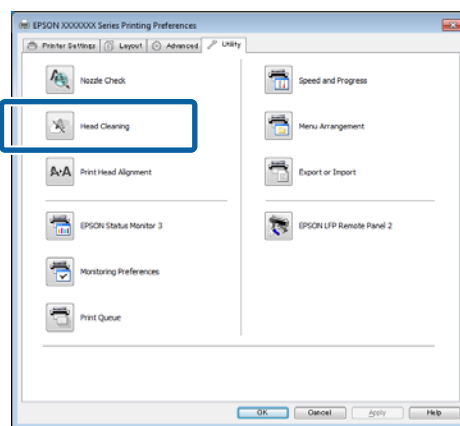 EPSON XXXXXXX Series Printing Preferences
Printer Settings
Layout
Advanced
Utility
Nozzle Check
Speed and Progress
Head Cleaning
Menu Arrangement
Print Head Alignment
Export or Import
EPSON Status Monitor 3
EPSON LFP Remote Panel 2
Monitoring Preferences
Print Queue
OK
Cancel
Apply
Help